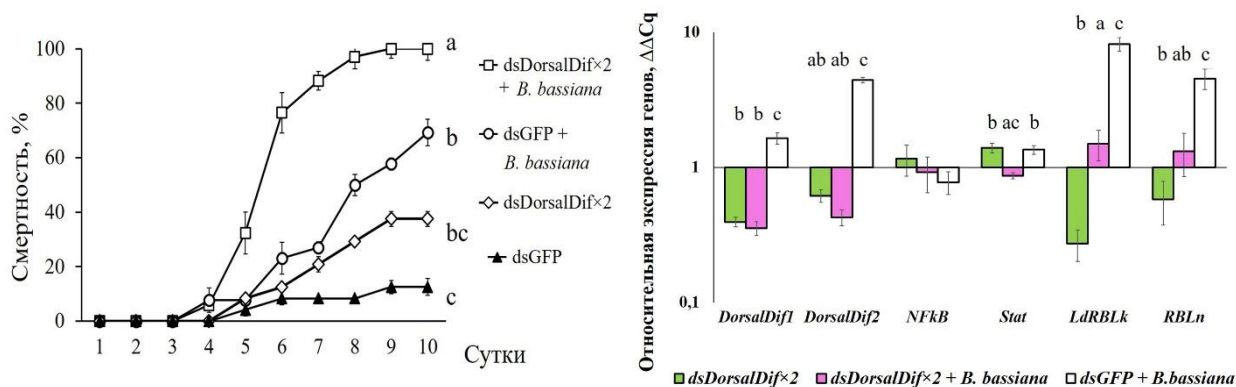 Смертность, %
100
80
60
40
20
0
1 2 3 4 5 6 7 8 9 10 Сутки
a
b
bc
c
dsDorsalDif×2
+ B. bassiana
dsGFP +
B. bassiana
dsDorsalDif×2
dsGFP
Относительная экспрессия генов, ΔΔCq
10
1
0,1
b b c
ab ab c
b ac b
b a c
b ab c
DorsalDif1 DorsalDif2 NFkB Stat LdRBLk RBLn
dsDorsalDif×2 dsDorsalDif×2 + B. bassiana dsGFP + B.bassiana